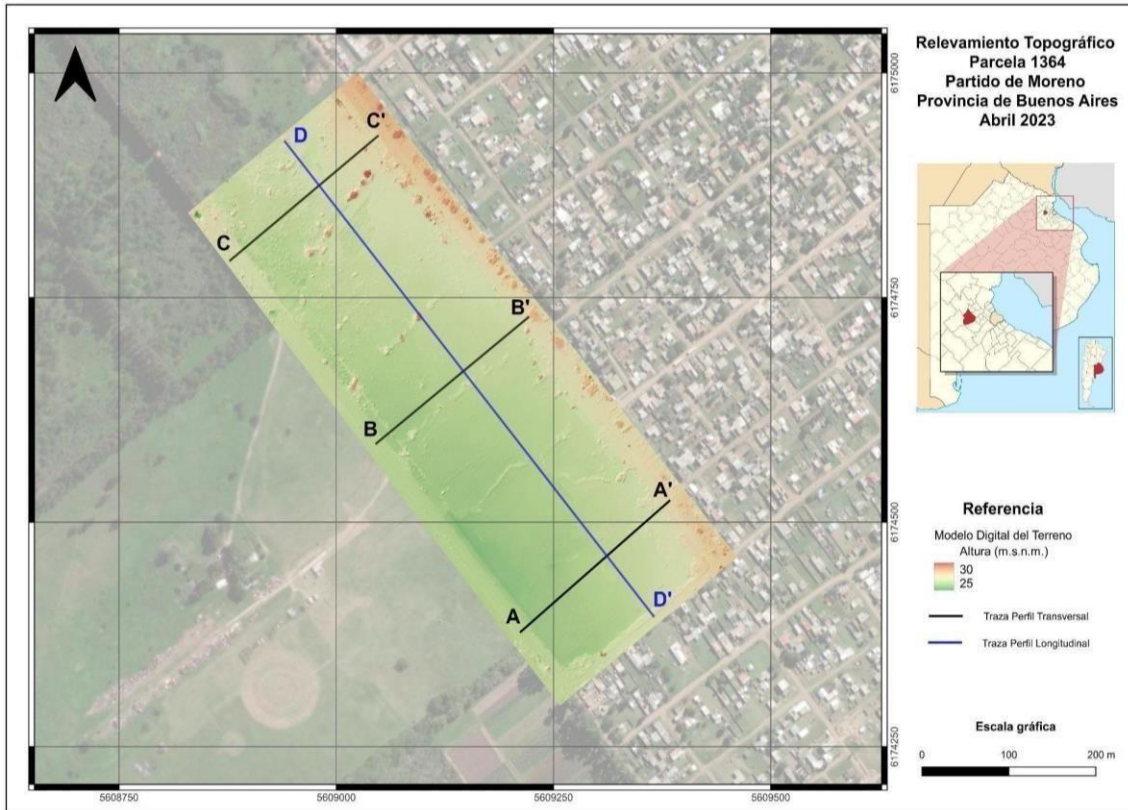 Relevamiento Topográfico
Parcela 1364
Partido de Moreno
Provincia de Buenos Aires
Abril 2023
C'
D
C
B'
B
A'
A
D'
6175000
6174750
6174500
6174250
5608750
5609000
5609250
5609500
Referencia
Modelo Digital del Terreno
Altura (m.s.n.m.)
30
25
Traza Perfil Transversal
Traza Perfil Longitudinal
Escala gráfica
0 100 200 m